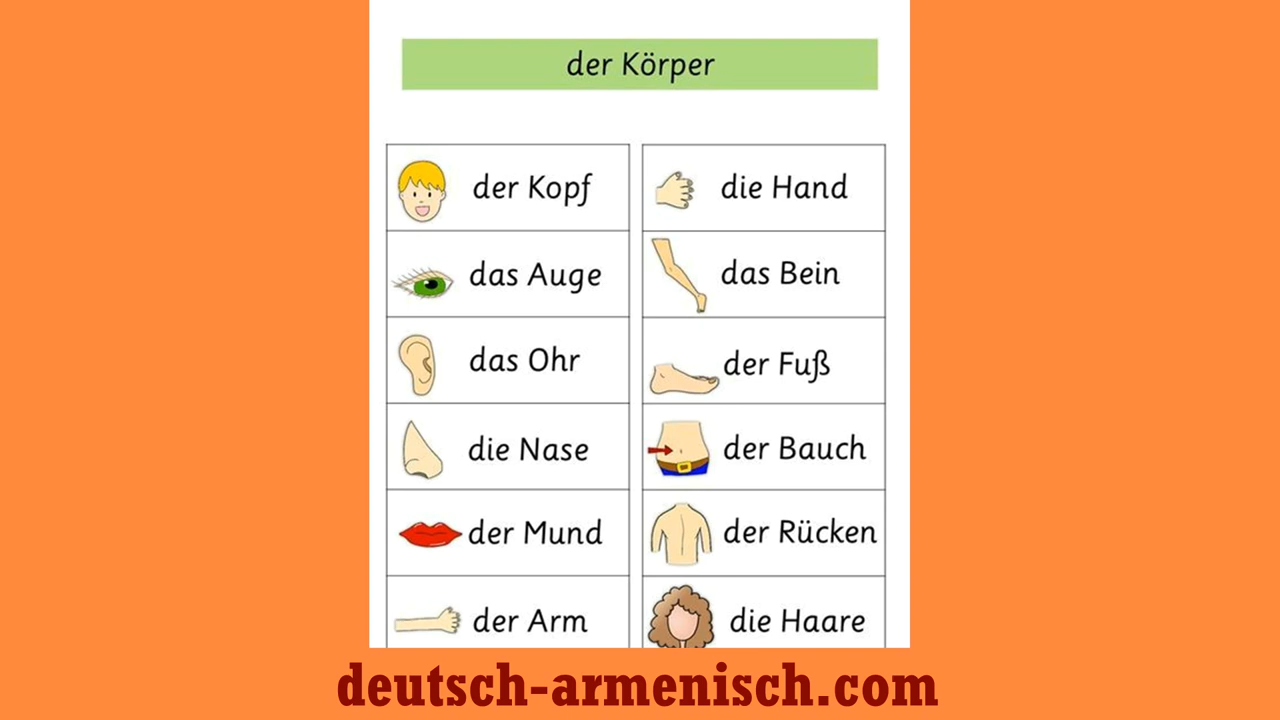 der Körper
der Kopf
das Auge
das Ohr
die Nase
der Mund
der Arm
die Hand
das Bein
der Fuß
der Bauch
der Rücken
die Haare
deutsch-armenisch.com